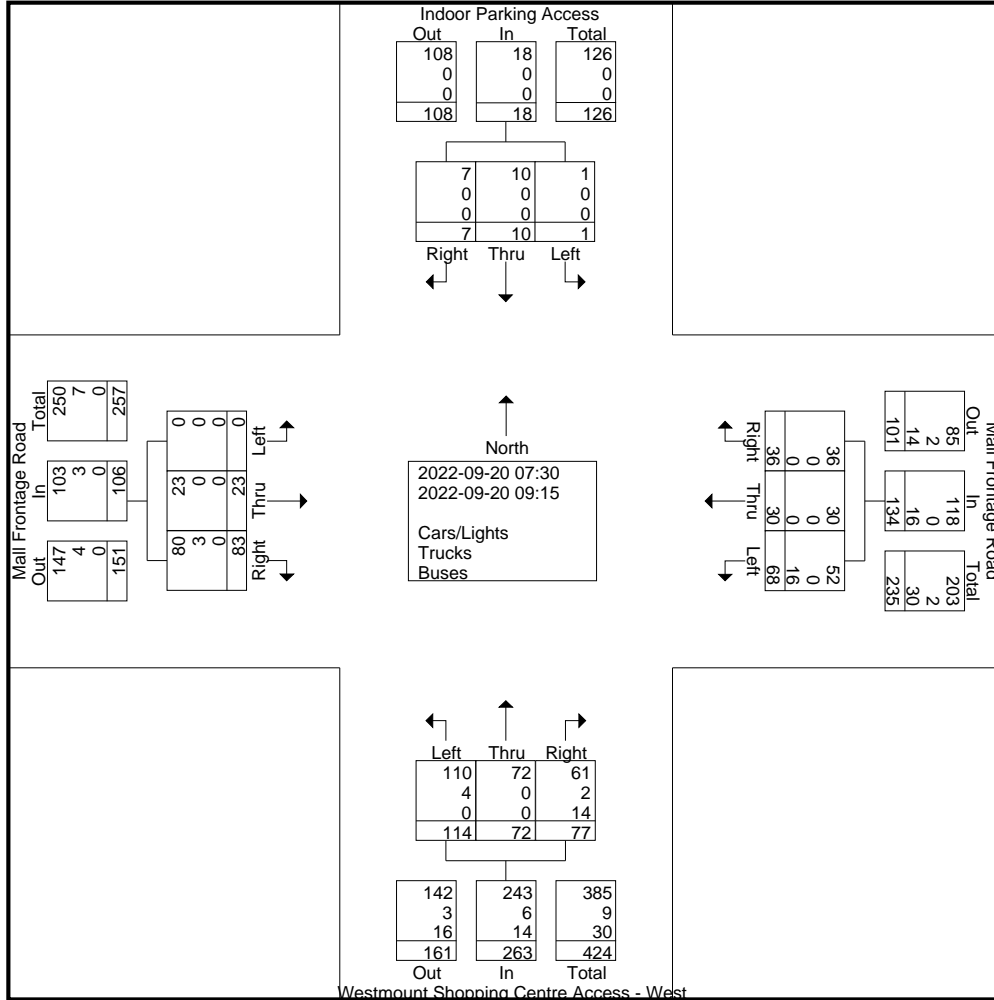 Indoor Parking Access
Out In Total
108 18 126
0 0 0
0 0 0
108 18 126
7 10 1
0 0 0
0 0 0
7 10 1
Right Thru Left
Mall Frontage Road
Total In Out
250 103 147
7 3 4
0 0 0
257 106 151
0 23 80
0 0 3
0 0 0
0 23 83
Left Thru Right
North
2022-09-20 07:30
2022-09-20 09:15
Cars/Lights
Trucks
Buses
Right Thru Left
36 30 52
0 0 0
0 0 16
36 30 68
Mall Frontage Road
Out In Total
85 118 203
2 0 2
14 16 30
101 134 235
Left Thru Right
110 72 61
4 0 2
0 0 14
114 72 77
142 243 385
3 6 9
16 14 30
161 263 424
Out In Total
Westmount Shopping Centre Access - West